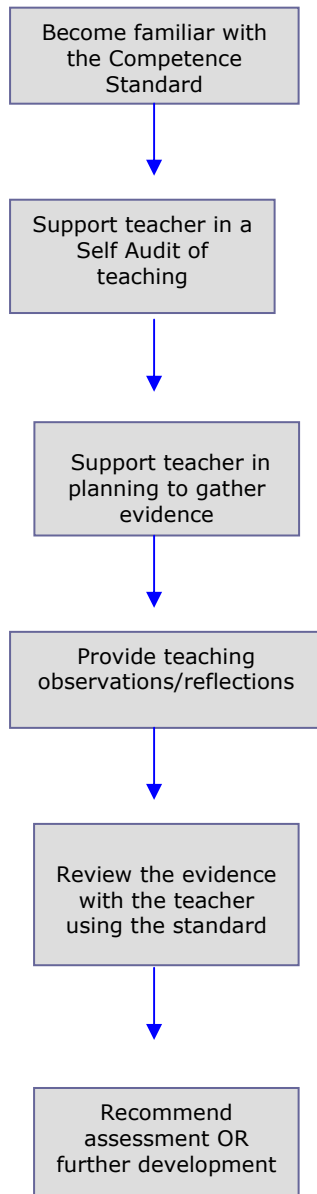 Become familiar with
the Competence
Standard
Support teacher in a
Self Audit of
teaching
Support teacher in
planning to gather
evidence
Provide teaching
observations/reflections
Review the evidence
with the teacher
using the standard
Recommend
assessment OR
further development